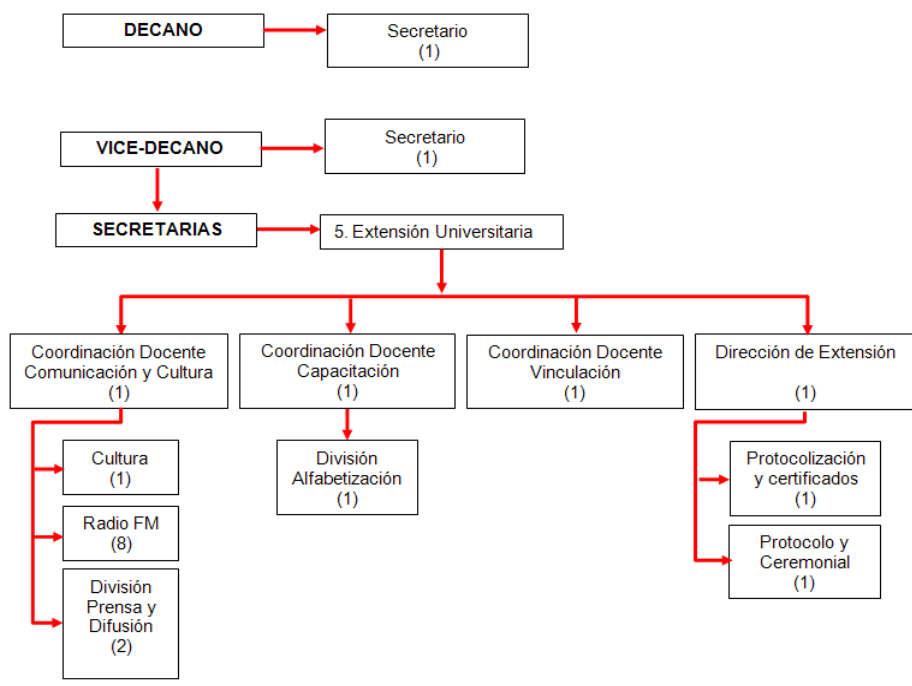 DECANO
Secretario
(1)
VICE-DECANO
Secretario
(1)
SECRETARIAS
5. Extensión Universitaria
Coordinación Docente
Comunicación y Cultura
(1)
Coordinación Docente
Capacitación
(1)
Coordinación Docente
Vinculación
(1)
Dirección de Extensión
(1)
Cultura
(1)
Radio FM
(8)
División
Prensa y
Difusión
(2)
División
Alfabetización
(1)
Protocolización
y certificados
(1)
Protocolo y
Ceremonial
(1)